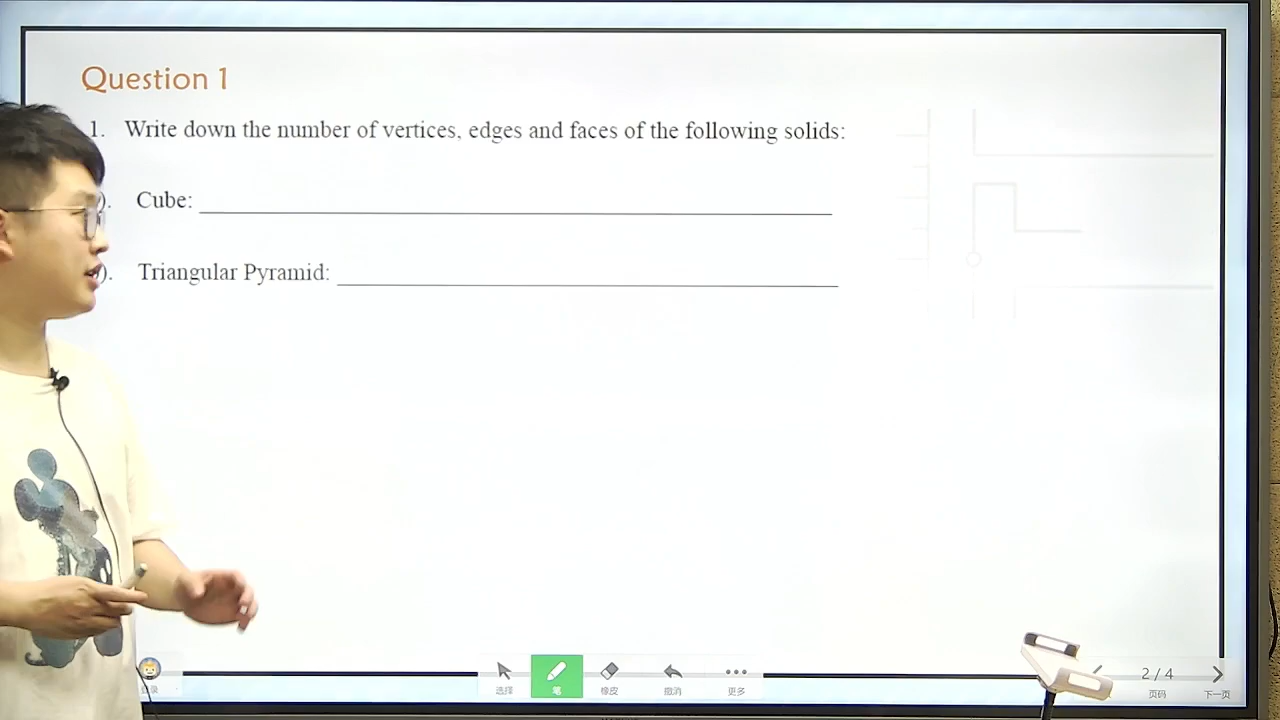 Question 1
1. Write down the number of vertices, edges and faces of the following solids:
). Cube:
). Triangular Pyramid:
选择
笔
橡皮
撤消
更多
2 / 4
页码
下一页